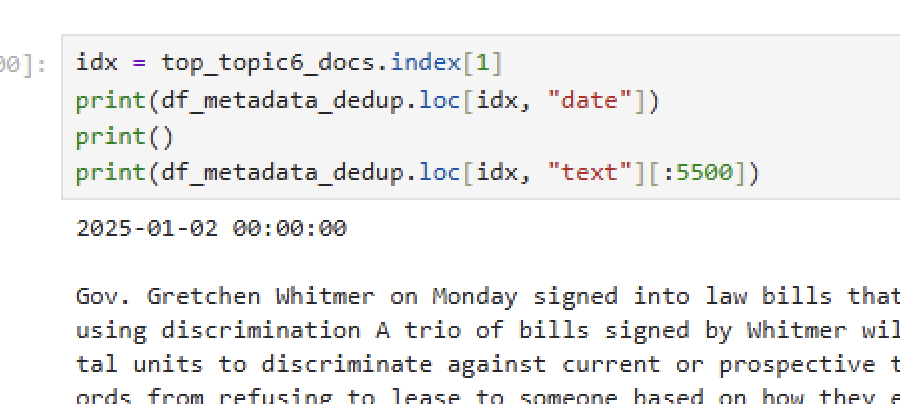 00]:
idx = top_topic6_docs.index[1]
print(df_metadata_dedup.loc[idx, "date"])
print()
print(df_metadata_dedup.loc[idx, "text"][:5500])
2025-01-02 00:00:00
Gov. Gretchen Whitmer on Monday signed into law bills that
using discrimination A trio of bills signed by Whitmer wil
tal units to discriminate against current or prospective t
ords from refusing to lease to someone based on how they e